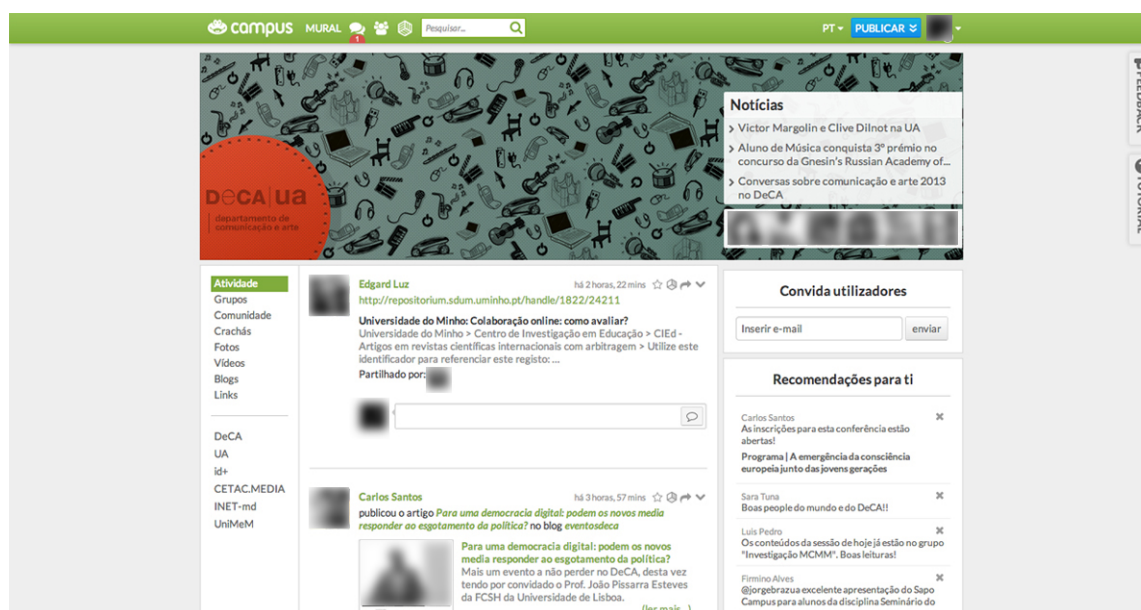 campus MURAL 1 Pesquisar... PT PUBLICAR
FEEDBACK
TUTORIAL
DeCA|ua
departamento de
comunicação e arte
Notícias
Victor Margolin e Clive Dilnot na UA
Aluno de Música conquista 3º prémio no
concurso da Gnesin's Russian Academy of...
Conversas sobre comunicação e arte 2013
no DeCA
Atividade
Grupos
Comunidade
Crachás
Fotos
Vídeos
Blogs
Links
DeCA
UA
id+
CETAC.MEDIA
INET-md
UniMeM
Edgard Luz há 2 horas, 22 mins
http://repositorium.sdum.uminho.pt/handle/1822/24211
Universidade do Minho: Colaboração online: como avaliar?
Universidade do Minho > Centro de Investigação em Educação > CIEd -
Artigos em revistas científicas internacionais com arbitragem > Utilize este
identificador para referenciar este registo: ...
Partilhado por:
Carlos Santos há 3 horas, 57 mins
publicou o artigo Para uma democracia digital: podem os novos media
responder ao esgotamento da política? no blog eventosdeca
Para uma democracia digital: podem os novos
media responder ao esgotamento da política?
Mais um evento a não perder no DeCA, desta vez
tendo por convidado o Prof. João Pissarra Esteves
da FCSH da Universidade de Lisboa.
(ler mais...)
Convida utilizadores
Inserir e-mail enviar
Recomendações para ti
Carlos Santos
As inscrições para esta conferência estão
abertas!
Programa | A emergência da consciência
europeia junto das jovens gerações
Sara Tuna
Boas people do mundo e do DeCA!!
Luis Pedro
Os conteúdos da sessão de hoje já estão no grupo
"Investigação MCMM". Boas leituras!
Firmino Alves
@jorgebrazua excelente apresentação do Sapo
Campus para alunos da disciplina Seminário do